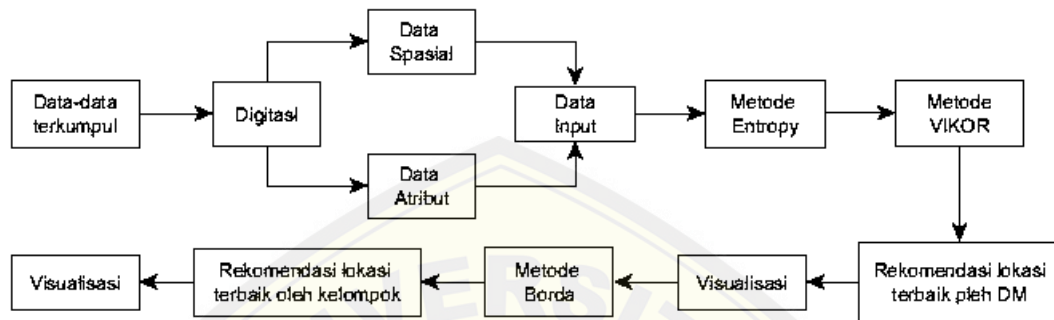 Data-data
terkumpul
Digitasi
Data
Spasial
Data
Atribut
Data
Input
Metode
Entropy
Metode
VIKOR
Rekomendasi lokasi
terbaik pleh DM
Visualisasi
Metode
Borda
Rekomendasi lokasi
terbaik oleh kelompok
Visualisasi